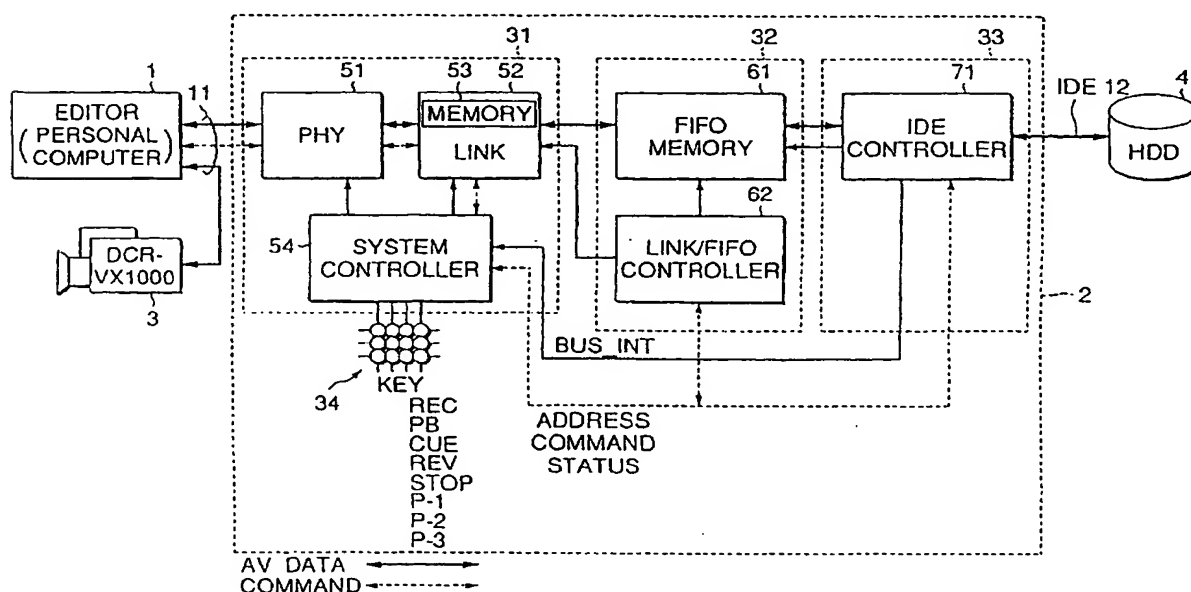 31
32
33
1
11
51
53
52
61
71
4
EDITOR
(PERSONAL
COMPUTER)
PHY
MEMORY
LINK
FIFO
MEMORY
IDE
CONTROLLER
IDE 12
HDD
62
54
SYSTEM
CONTROLLER
LINK/FIFO
CONTROLLER
DCR-
VX1000
3
2
BUS_INT
34
KEY
REC
PB
CUE
REV
STOP
P-1
P-2
P-3
ADDRESS
COMMAND
STATUS
AV DATA
COMMAND